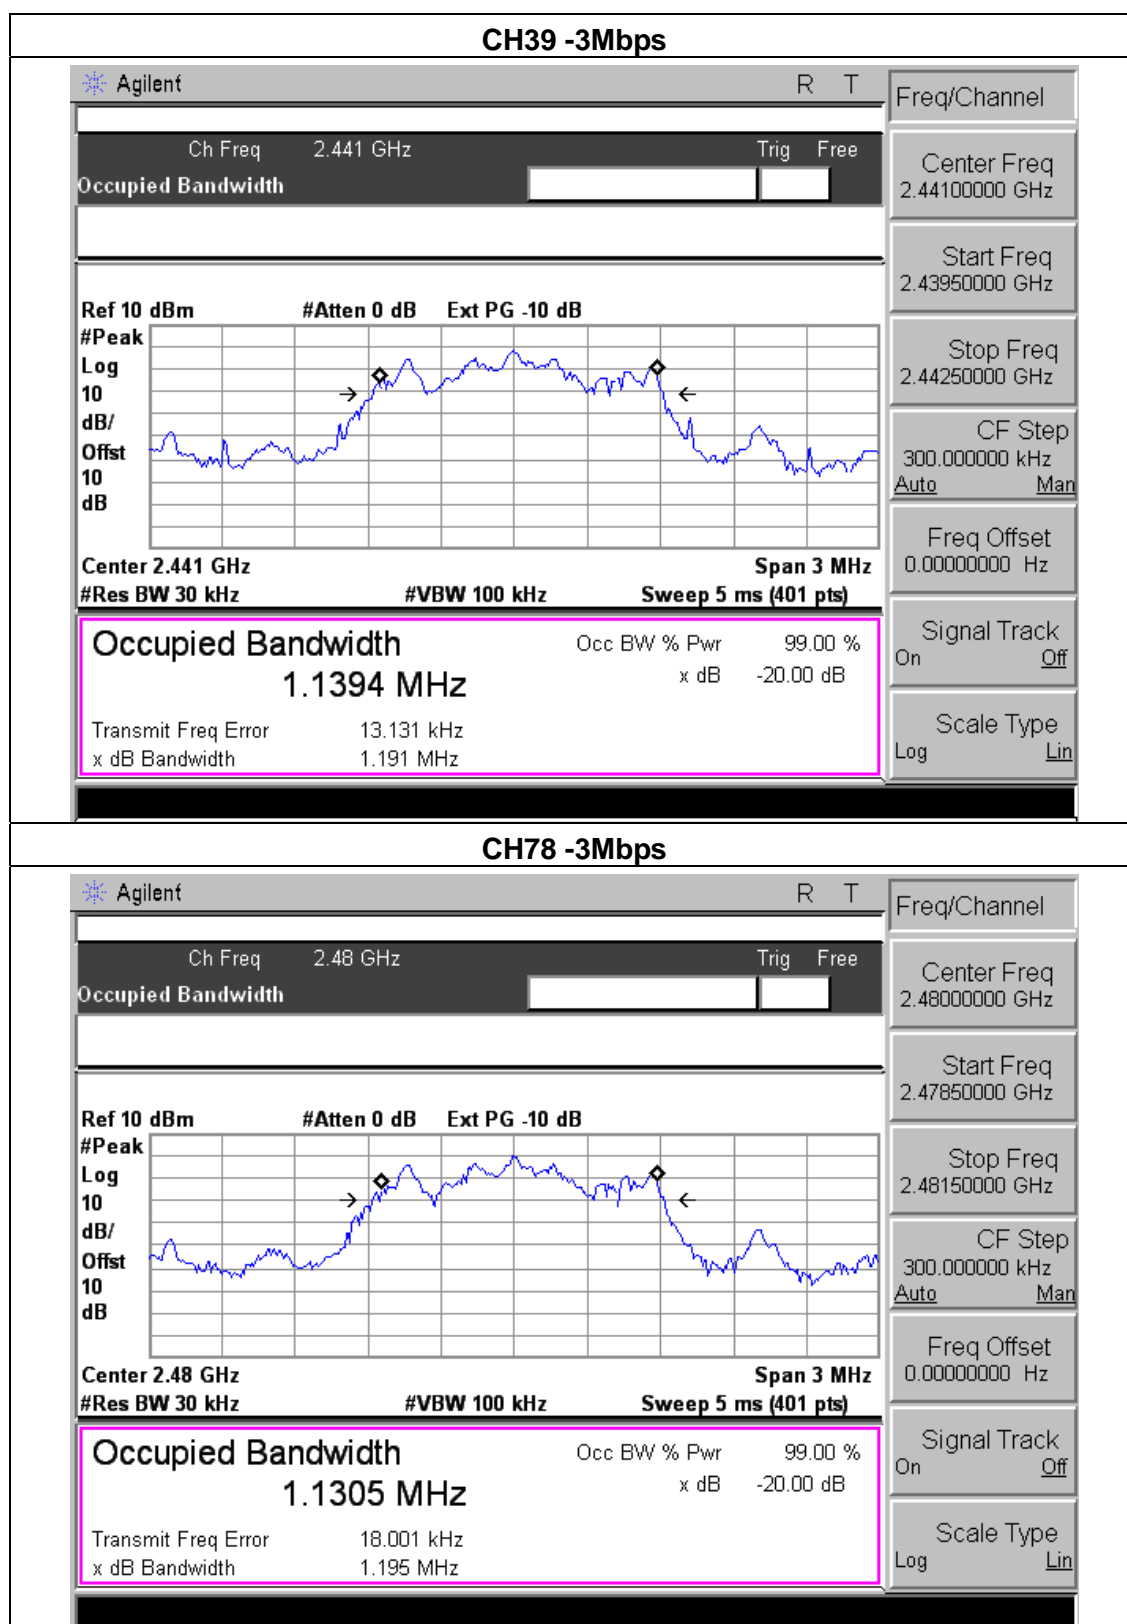 CH39 -3Mbps
Agilent R T
Freq/Channel
Ch Freq 2.441 GHz Trig Free
Occupied Bandwidth
Center Freq
2.44100000 GHz
Start Freq
2.43950000 GHz
Stop Freq
2.44250000 GHz
CF Step
300.000000 kHz
Auto Man
Freq Offset
0.00000000 Hz
Signal Track
On Off
Scale Type
Log Lin
Ref 10 dBm #Atten 0 dB Ext PG -10 dB
#Peak
Log
10
dB/
Offst
10
dB
Center 2.441 GHz Span 3 MHz
#Res BW 30 kHz #VBW 100 kHz Sweep 5 ms (401 pts)
Occupied Bandwidth Occ BW % Pwr 99.00 %
1.1394 MHz x dB -20.00 dB
Transmit Freq Error 13.131 kHz
x dB Bandwidth 1.191 MHz
CH78 -3Mbps
Agilent R T
Freq/Channel
Ch Freq 2.48 GHz Trig Free
Occupied Bandwidth
Center Freq
2.48000000 GHz
Start Freq
2.47850000 GHz
Stop Freq
2.48150000 GHz
CF Step
300.000000 kHz
Auto Man
Freq Offset
0.00000000 Hz
Signal Track
On Off
Scale Type
Log Lin
Ref 10 dBm #Atten 0 dB Ext PG -10 dB
#Peak
Log
10
dB/
Offst
10
dB
Center 2.48 GHz Span 3 MHz
#Res BW 30 kHz #VBW 100 kHz Sweep 5 ms (401 pts)
Occupied Bandwidth Occ BW % Pwr 99.00 %
1.1305 MHz x dB -20.00 dB
Transmit Freq Error 18.001 kHz
x dB Bandwidth 1.195 MHz